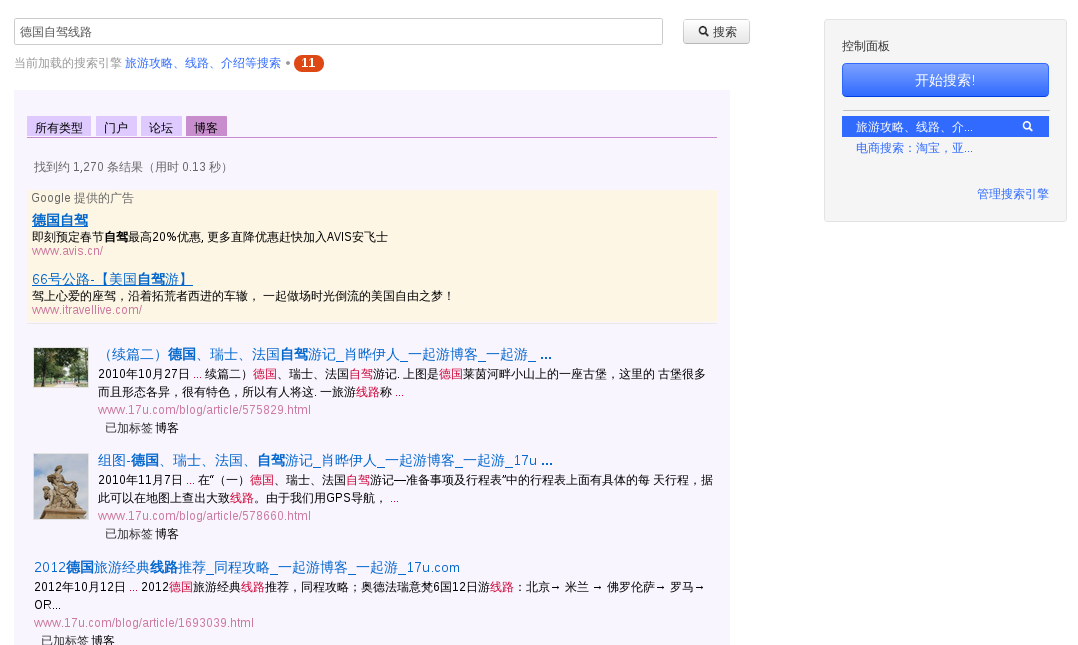 德国自驾线路
搜索
当前加载的搜索引擎 旅游攻略、线路、介绍等搜索 • 11
所有类型 门户 论坛 博客
找到约 1,270 条结果（用时 0.13 秒）
Google 提供的广告
德国自驾
即刻预定春节自驾最高20%优惠, 更多直降优惠赶快加入AVIS安飞士
www.avis.cn/
66号公路-【美国自驾游】
驾上心爱的座驾，沿着拓荒者西进的车辙， 一起做场时光倒流的美国自由之梦！
www.itravellive.com/
（续篇二）德国、瑞士、法国自驾游记_肖晔伊人_一起游博客_一起游_ ...
2010年10月27日 ... 续篇二）德国、瑞士、法国自驾游记. 上图是德国莱茵河畔小山上的一座古堡，这里的 古堡很多
而且形态各异，很有特色，所以有人将这. 一旅游线路称 ...
www.17u.com/blog/article/575829.html
已加标签 博客
组图-德国、瑞士、法国、自驾游记_肖晔伊人_一起游博客_一起游_17u ...
2010年11月7日 ... 在“（一）德国、瑞士、法国自驾游记—准备事项及行程表”中的行程表上面有具体的每 天行程，据
此可以在地图上查出大致线路。由于我们用GPS导航， ...
www.17u.com/blog/article/578660.html
已加标签 博客
2012德国旅游经典线路推荐_同程攻略_一起游博客_一起游_17u.com
2012年10月12日 ... 2012德国旅游经典线路推荐，同程攻略；奥德法瑞意梵6国12日游线路：北京→ 米兰 → 佛罗伦萨→ 罗马→
OR...
www.17u.com/blog/article/1693039.html
已加标签 博客
控制面板
开始搜索!
旅游攻略、线路、介...
电商搜索：淘宝，亚...
管理搜索引擎